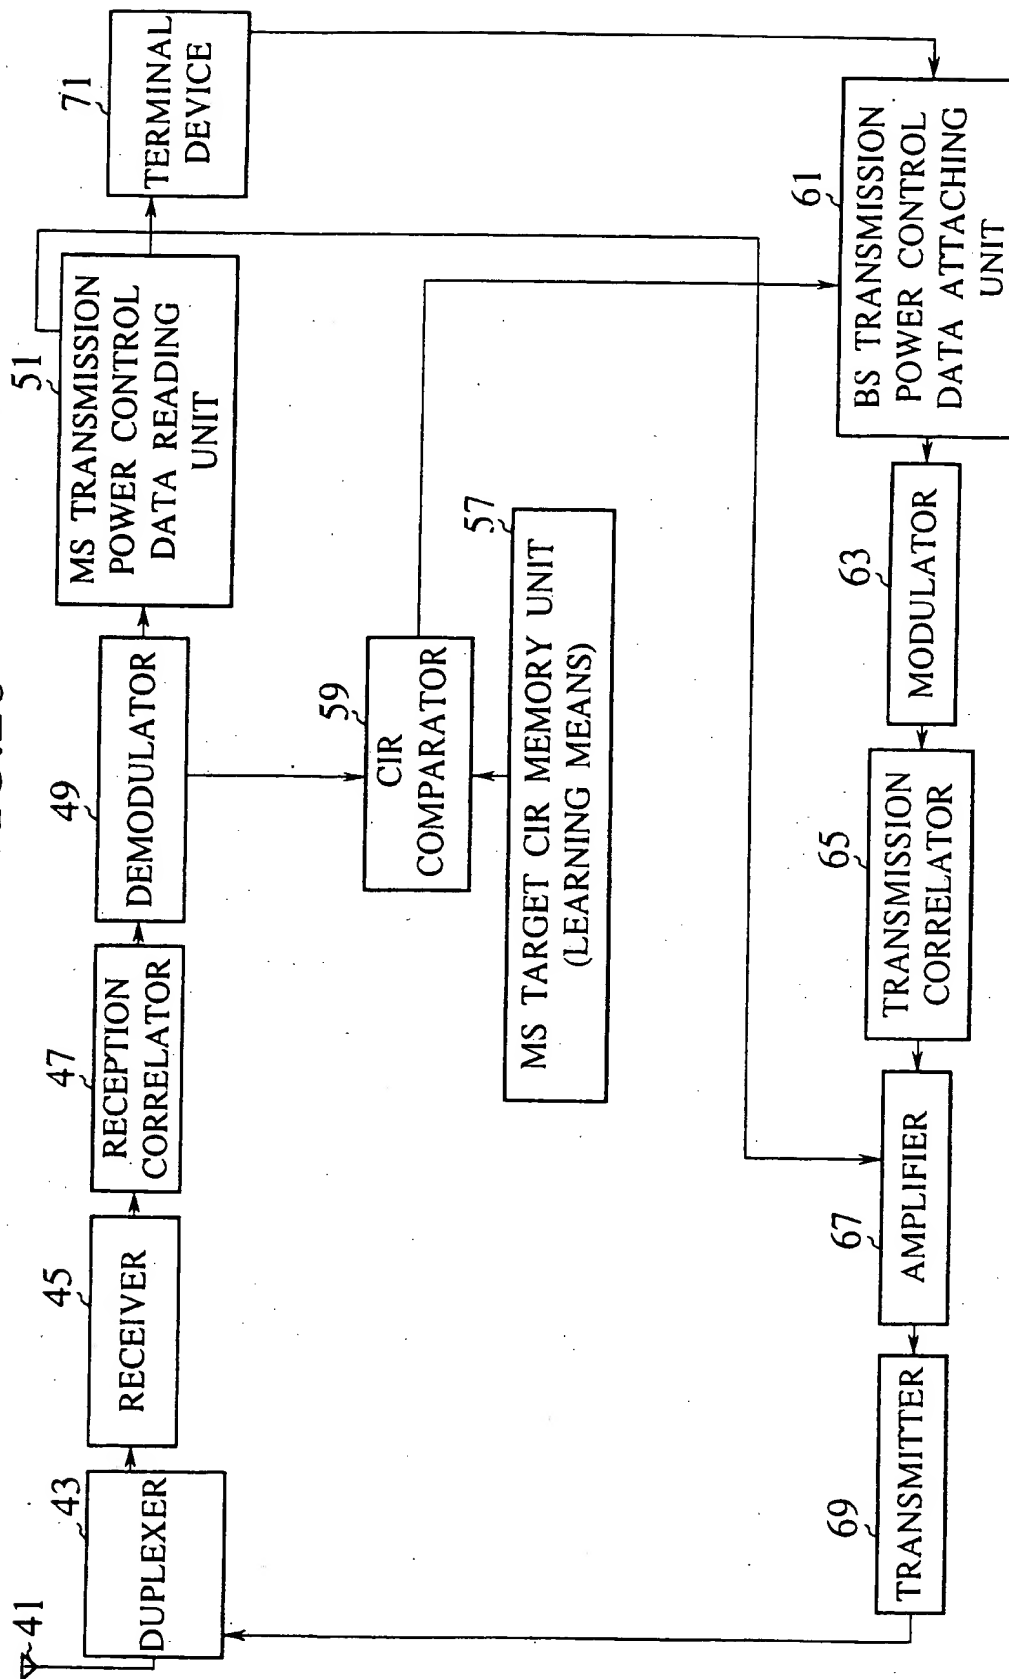 41
43
DUPLEXER
45
RECEIVER
47
RECEPTION
CORRELATOR
49
DEMODULATOR
51
MS TRANSMISSION
POWER CONTROL
DATA READING
UNIT
71
TERMINAL
DEVICE
59
CIR
COMPARATOR
57
MS TARGET CIR MEMORY UNIT
(LEARNING MEANS)
69
TRANSMITTER
67
AMPLIFIER
65
TRANSMISSION
CORRELATOR
63
MODULATOR
61
BS TRANSMISSION
POWER CONTROL
DATA ATTACHING
UNIT